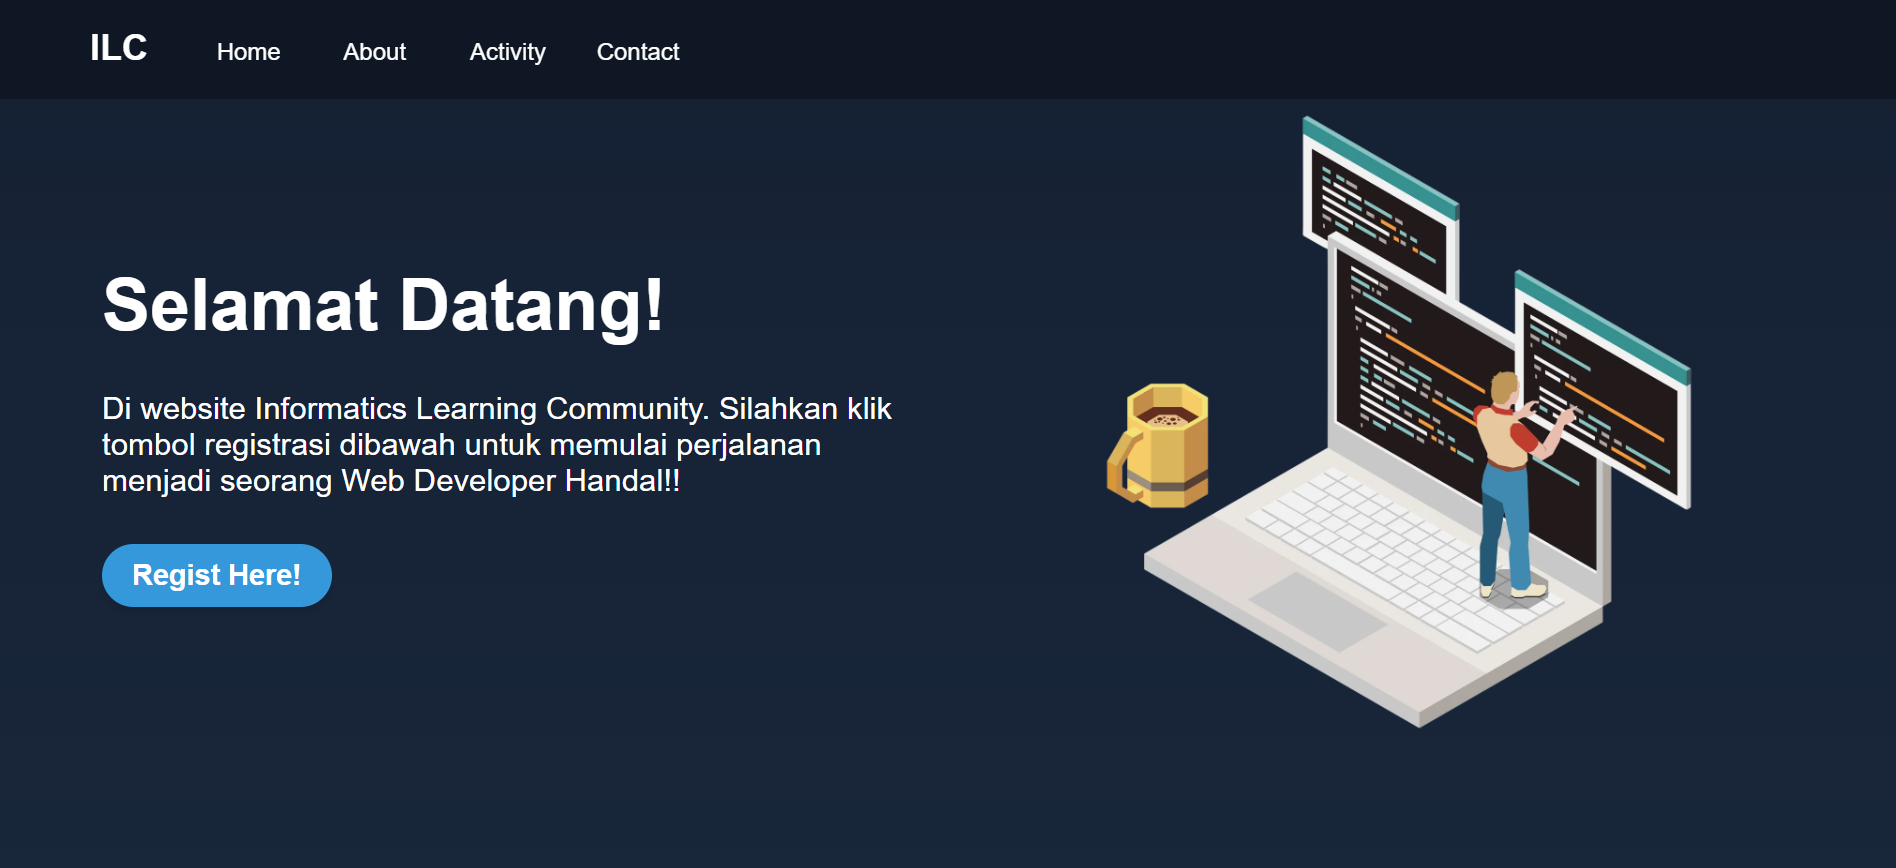 ILC Home About Activity Contact
Selamat Datang!
Di website Informatics Learning Community. Silahkan klik
tombol registrasi dibawah untuk memulai perjalanan
menjadi seorang Web Developer Handal!!
Regist Here!